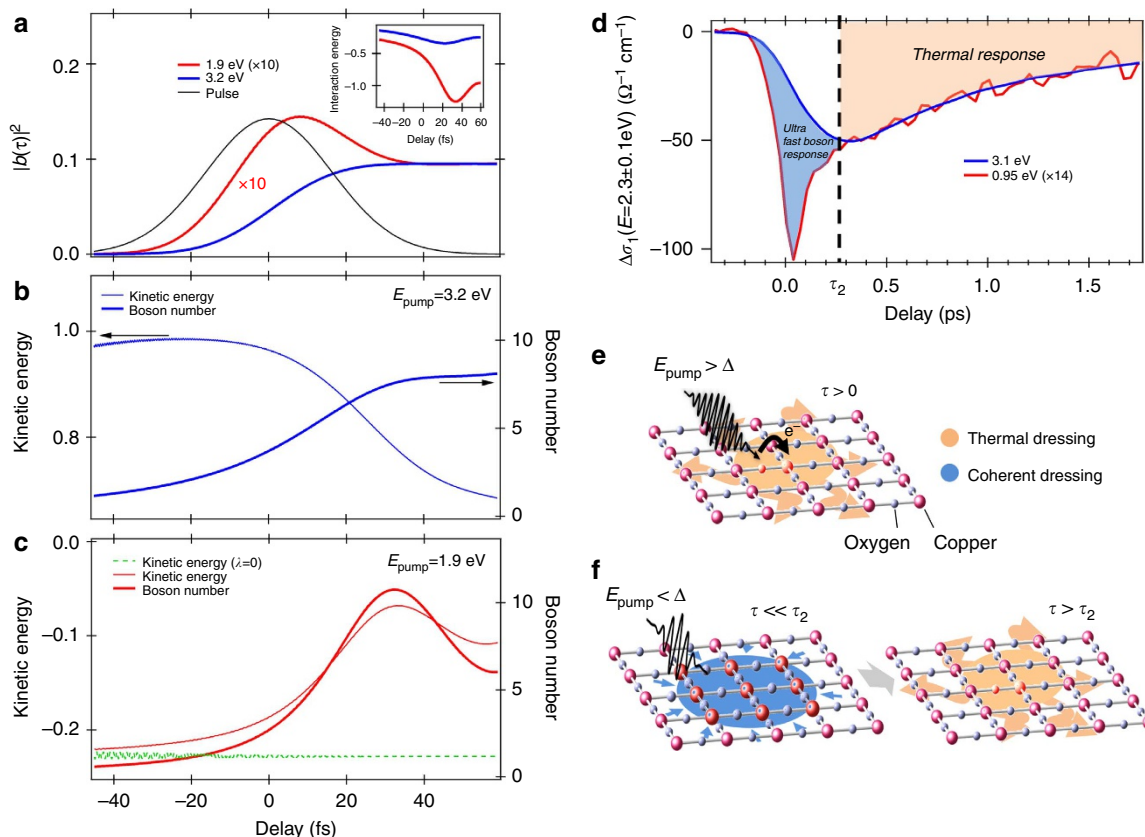 a
0.2
0.1
0.0
|b(τ)|²
1.9 eV (×10)
3.2 eV
Pulse
×10
Interaction energy
−0.5
−1.0
−40 −20 0 20 40 60
Delay (fs)
b
Kinetic energy
Boson number
E_pump=3.2 eV
1.0
0.8
Kinetic energy
10
5
0
Boson number
c
Kinetic energy (λ=0)
Kinetic energy
Boson number
E_pump=1.9 eV
0.0
−0.1
−0.2
Kinetic energy
10
5
0
Boson number
−40 −20 0 20 40
Delay (fs)
d
Δσ₁(E=2.3±0.1eV) (Ω⁻¹ cm⁻¹)
0
−50
−100
Thermal response
Ultra
fast boson
response
3.1 eV
0.95 eV (×14)
0.0 τ₂ 0.5 1.0 1.5
Delay (ps)
e
E_pump > Δ
τ > 0
e⁻
Thermal dressing
Coherent dressing
Oxygen Copper
f
E_pump < Δ
τ << τ₂
τ > τ₂